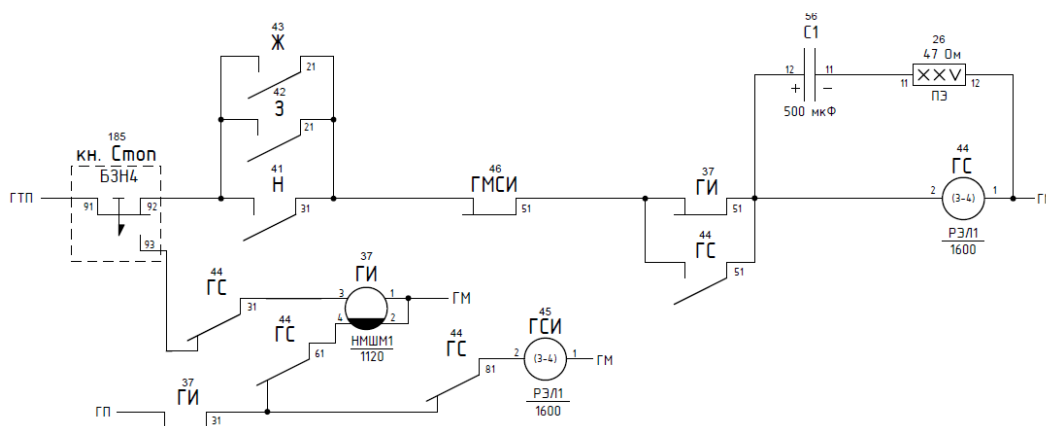 43
Ж
21
42
З
21
41
Н
31
185
кн. Стоп
БЗН4
ГТП
91
92
93
46
ГМСИ
51
37
ГИ
51
44
ГС
51
56
С1
12
11
+
−
500 мкФ
26
47 Ом
11
12
ПЭ
44
ГС
2
(3-4)
1
РЭЛ1
1600
44
ГС
31
37
ГИ
3
1
4
2
ГМ
НМШМ1
1120
44
ГС
61
44
ГС
81
45
ГСИ
2
(3-4)
1
ГМ
РЭЛ1
1600
ГП
37
ГИ
31